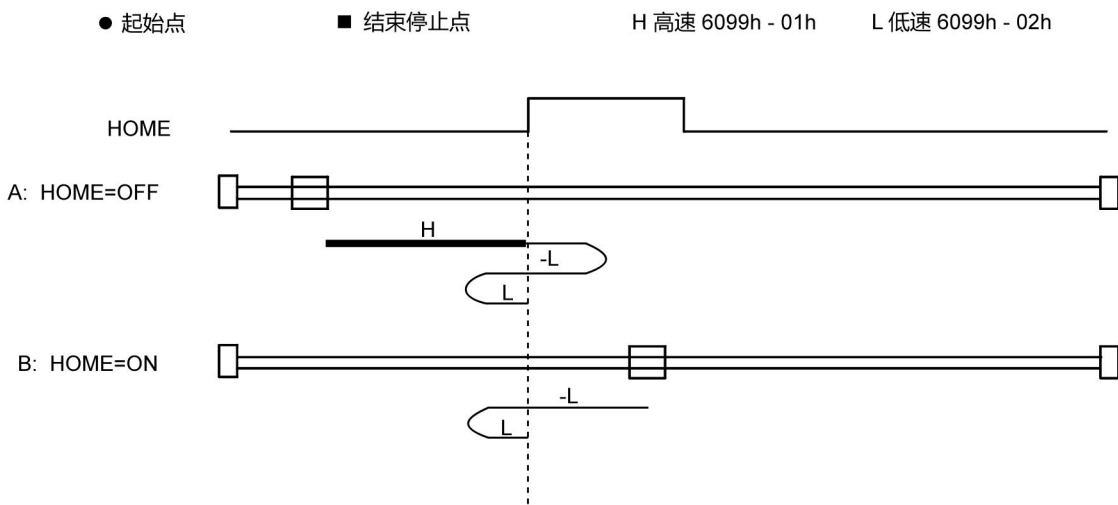 ● 起始点 ■ 结束停止点 H 高速 6099h - 01h L 低速 6099h - 02h
HOME
A: HOME=OFF
H
-L
L
B: HOME=ON
-L
L